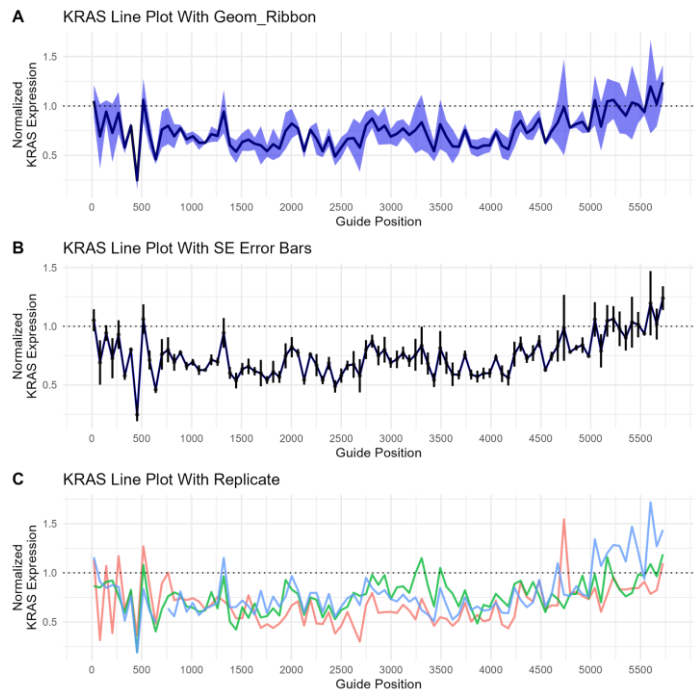 A KRAS Line Plot With Geom_Ribbon
Normalized
KRAS Expression
1.5
1.0
0.5
0 500 1000 1500 2000 2500 3000 3500 4000 4500 5000 5500
Guide Position
B KRAS Line Plot With SE Error Bars
Normalized
KRAS Expression
1.5
1.0
0.5
0 500 1000 1500 2000 2500 3000 3500 4000 4500 5000 5500
Guide Position
C KRAS Line Plot With Replicate
Normalized
KRAS Expression
1.5
1.0
0.5
0 500 1000 1500 2000 2500 3000 3500 4000 4500 5000 5500
Guide Position